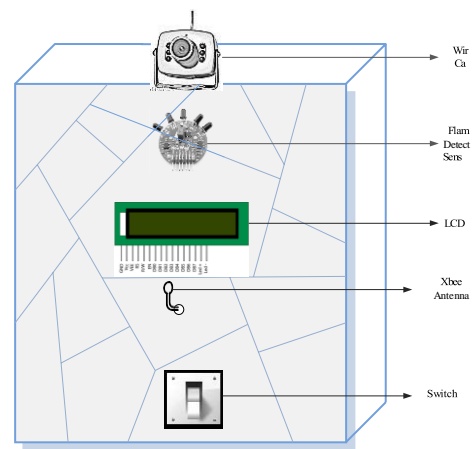 Wir
Ca
Flam
Detect
Sens
LCD
Xbee
Antenna
Switch